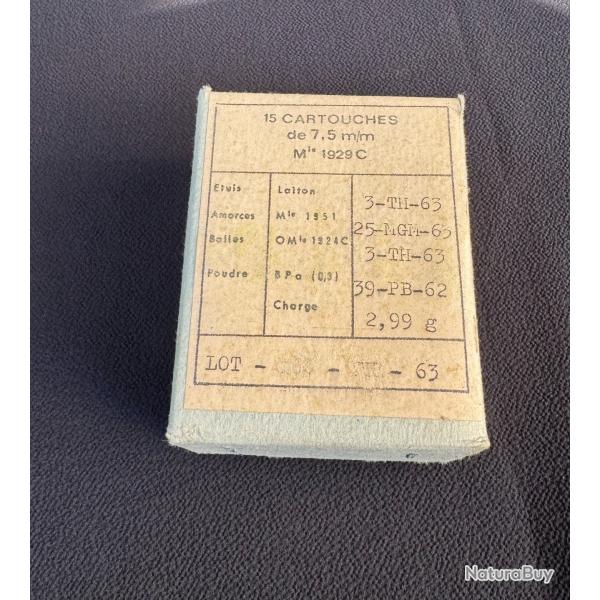 15 CARTOUCHES
de 7,5 m/m
Mle 1929 C
Etuis Laiton 3-TH-63
Amorces Mle 1951 25-MGM-63
Balles OMle 1924C 3-TH-63
Poudre BPa (0,3) 39-PB-62
Charge 2,99 g
LOT - - - 63
NaturaBuy